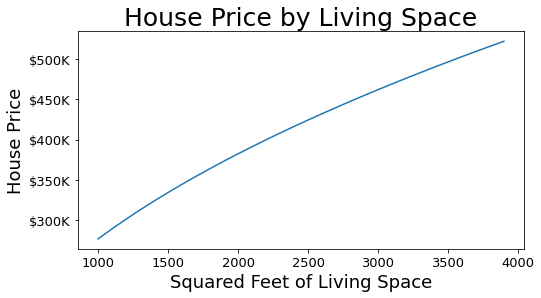 House Price by Living Space
House Price
$500K
$450K
$400K
$350K
$300K
1000 1500 2000 2500 3000 3500 4000
Squared Feet of Living Space